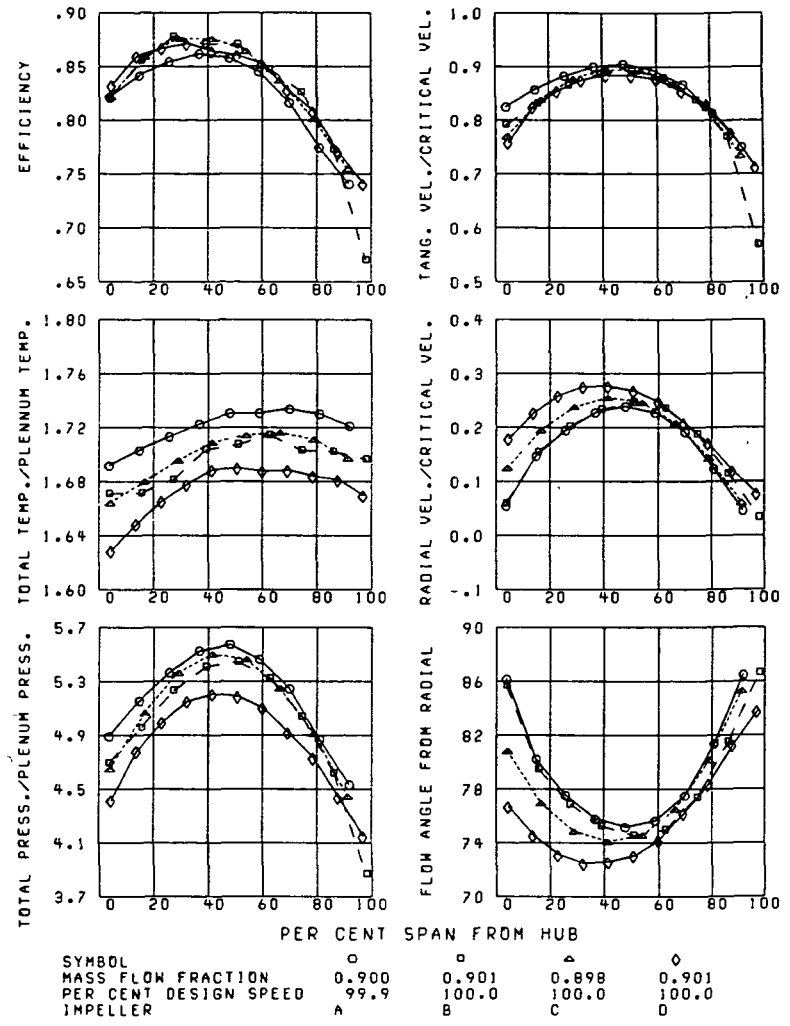 EFFICIENCY
.90
.85
.80
.75
.70
.65
0 20 40 60 80 100
TANG. VEL./CRITICAL VEL.
1.0
0.9
0.8
0.7
0.6
0.5
0 20 40 60 80 100
TOTAL TEMP./PLENNUM TEMP.
1.80
1.76
1.72
1.68
1.64
1.60
0 20 40 60 80 100
RADIAL VEL./CRITICAL VEL.
0.4
0.3
0.2
0.1
0.0
-.1
0 20 40 60 80 100
TOTAL PRESS./PLENUM PRESS.
5.7
5.3
4.9
4.5
4.1
3.7
0 20 40 60 80 100
FLOW ANGLE FROM RADIAL
90
86
82
78
74
70
0 20 40 60 80 100
PER CENT SPAN FROM HUB
SYMBOL
MASS FLOW FRACTION 0.900 0.901 0.898 0.901
PER CENT DESIGN SPEED 99.9 100.0 100.0 100.0
IMPELLER A B C D